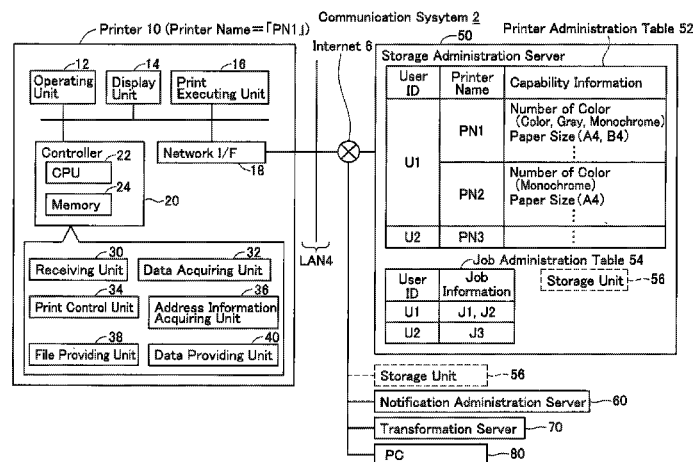 Communication Sysytem 2
Printer 10 (Printer Name=「PN1」)
Internet 6
Printer Administration Table 52
50
12
14
16
Operating Unit
Display Unit
Print Executing Unit
Controller
22
CPU
24
Memory
20
Network I/F
18
30
32
Receiving Unit
Data Acquiring Unit
34
36
Print Control Unit
Address Information Acquiring Unit
38
40
File Providing Unit
Data Providing Unit
LAN4
Storage Administration Server
User ID
Printer Name
Capability Information
U1
PN1
Number of Color
(Color, Gray, Monochrome)
Paper Size(A4, B4)
⋮
PN2
Number of Color
(Monochrome)
Paper Size(A4)
⋮
U2
PN3
⋮
Job Administration Table 54
User ID
Job Information
U1
J1, J2
U2
J3
Storage Unit
56
Storage Unit
56
Notification Administration Server
60
Transformation Server
70
PC
80